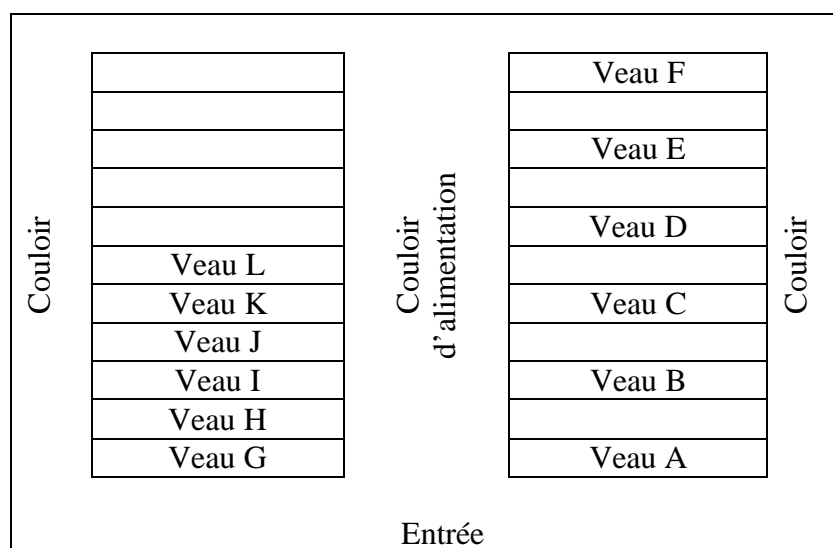 Couloir
Veau L
Veau K
Veau J
Veau I
Veau H
Veau G
Couloir
d'alimentation
Veau F
Veau E
Veau D
Veau C
Veau B
Veau A
Couloir
Entrée